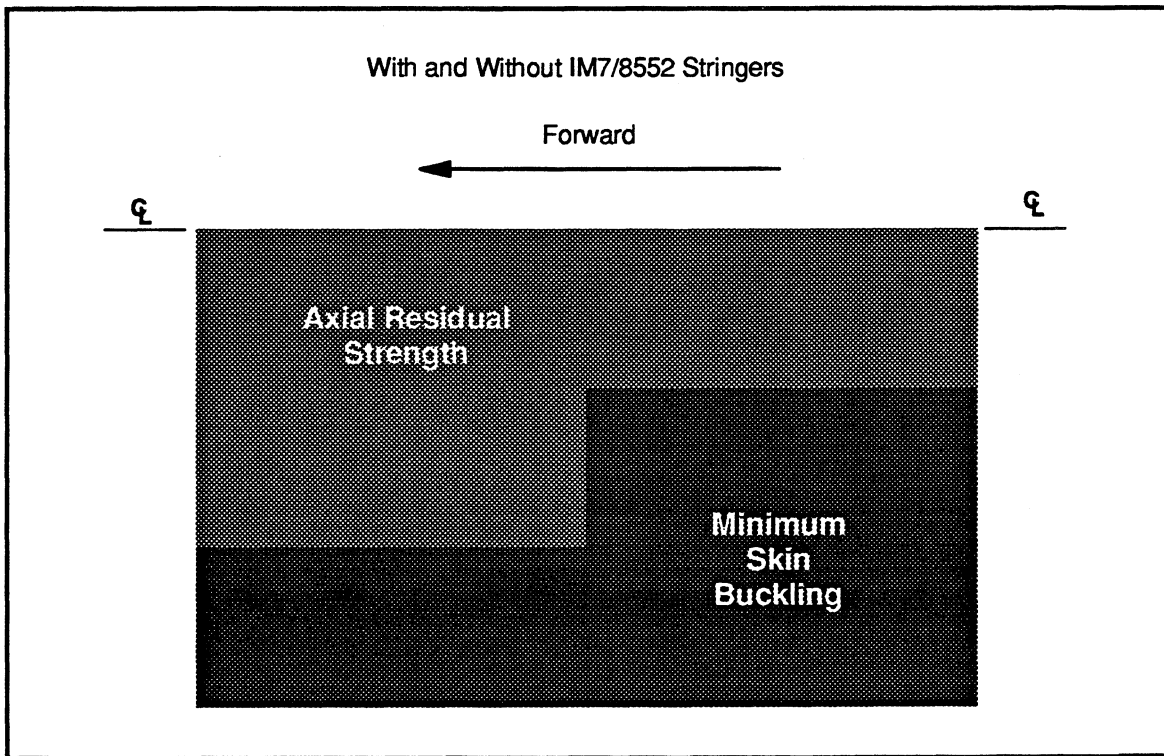 With and Without IM7/8552 Stringers
Forward
℄ ℄
Axial Residual
Strength
Minimum
Skin
Buckling